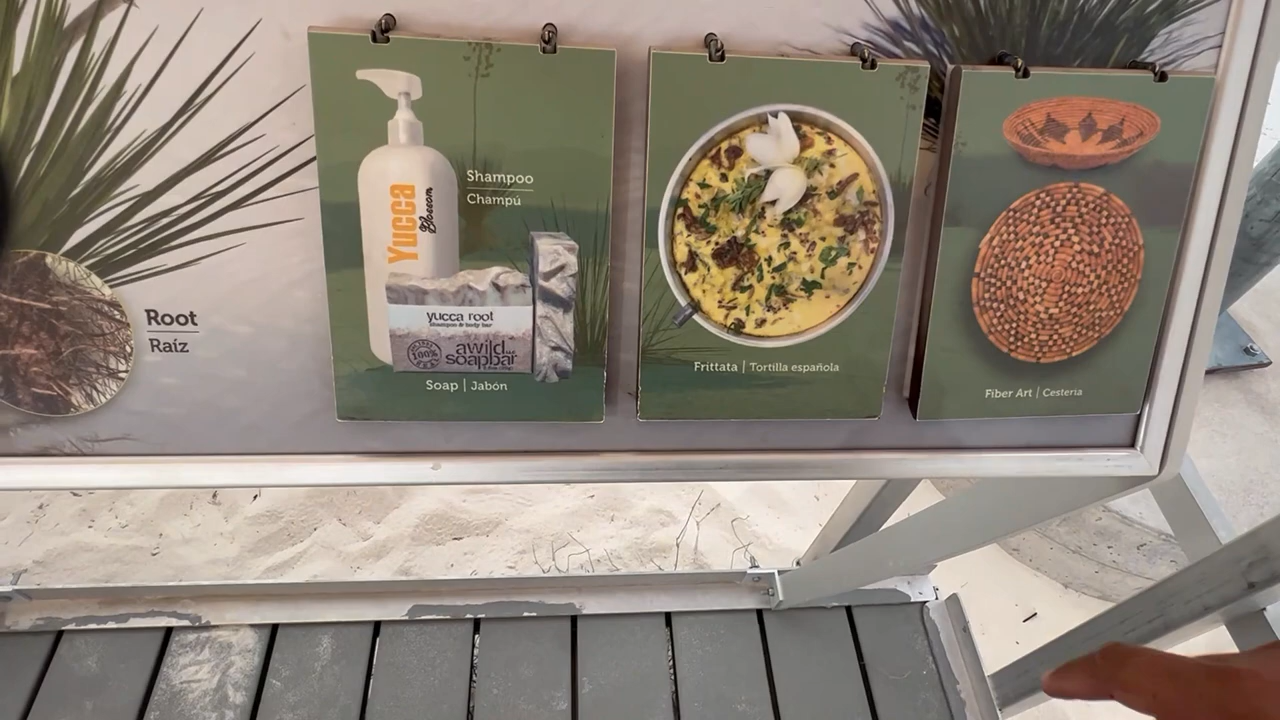 Root
Raíz
Shampoo
Champú
Yucca
Blossom
yucca root
Shampoo & body bar
100%
a wild
soapbar
Soap | Jabón
Frittata | Tortilla española
Fiber Art | Cestería